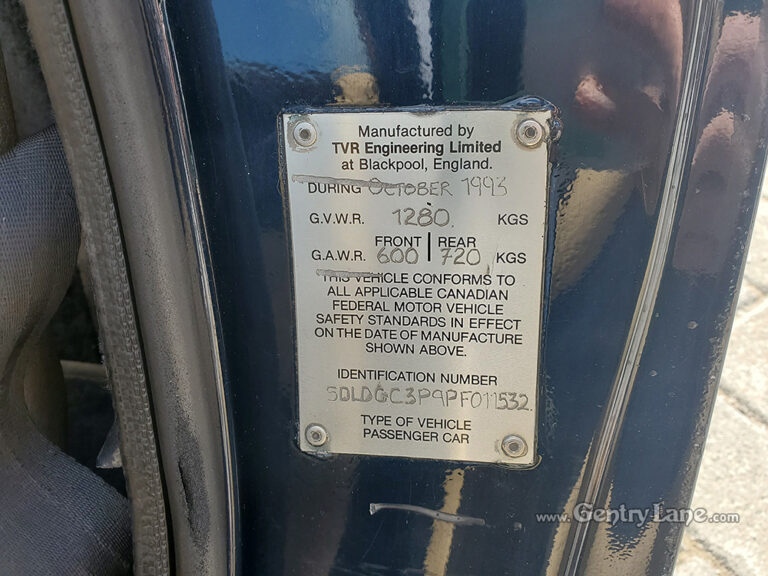 Manufactured by
TVR Engineering Limited
at Blackpool, England.
DURING OCTOBER 1993
G.V.W.R. 1280 KGS
FRONT | REAR
G.A.W.R. 600 | 720 KGS
THIS VEHICLE CONFORMS TO
ALL APPLICABLE CANADIAN
FEDERAL MOTOR VEHICLE
SAFETY STANDARDS IN EFFECT
ON THE DATE OF MANUFACTURE
SHOWN ABOVE.
IDENTIFICATION NUMBER
SDLDGC3P9PF011532
TYPE OF VEHICLE
PASSENGER CAR
www.GentryLane.com